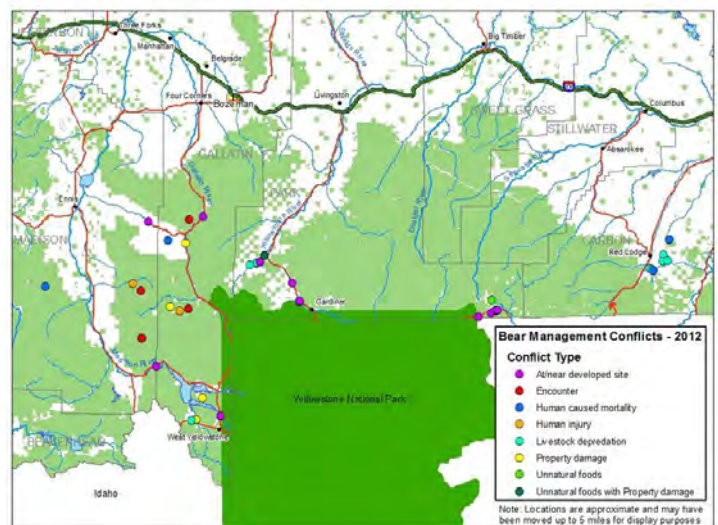 JEFFERSON
Three Forks
Manhattan
Belgrade
Big Timber
Four Corners
Bozeman
Livingston
90
Columbus
SWEET GRASS
STILLWATER
GALLATIN
Absarokee
PARK
Ennis
MADISON
CARBON
Red Lodge
Gardiner
Yellowstone National Park
West Yellowstone
Idaho
Bear Management Conflicts - 2012
Conflict Type
At/near developed site
Encounter
Human caused mortality
Human injury
Livestock depredation
Property damage
Unnatural foods
Unnatural foods with Property damage
Note: Locations are approximate and may have
been moved up to 5 miles for display purposes